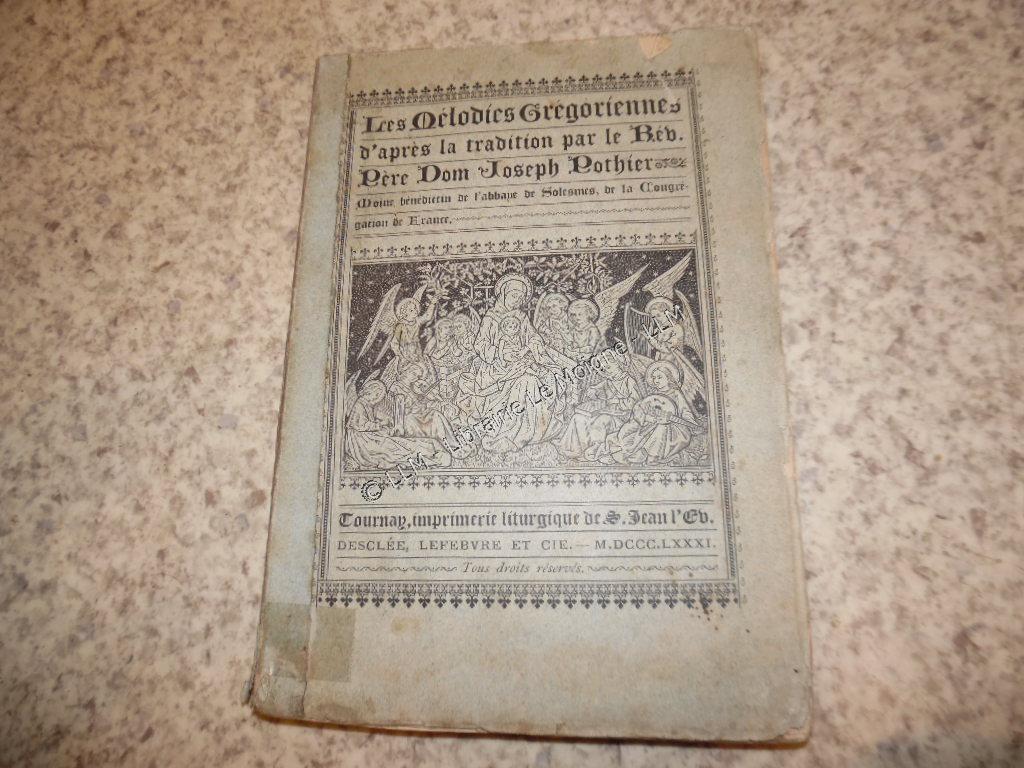 Les Mélodies Grégoriennes
d'après la tradition par le Rév.
Père Dom Joseph Pothier
Moine bénédictin de l'abbaye de Solesmes, de la Congré-
gation de France.
© LLM - Librairie Le Moigne / LLM
Tournay, imprimerie liturgique de S. Jean l'Ev.
DESCLÉE, LEFEBVRE ET CIE. — M.DCCC.LXXXI.
Tous droits réservés.